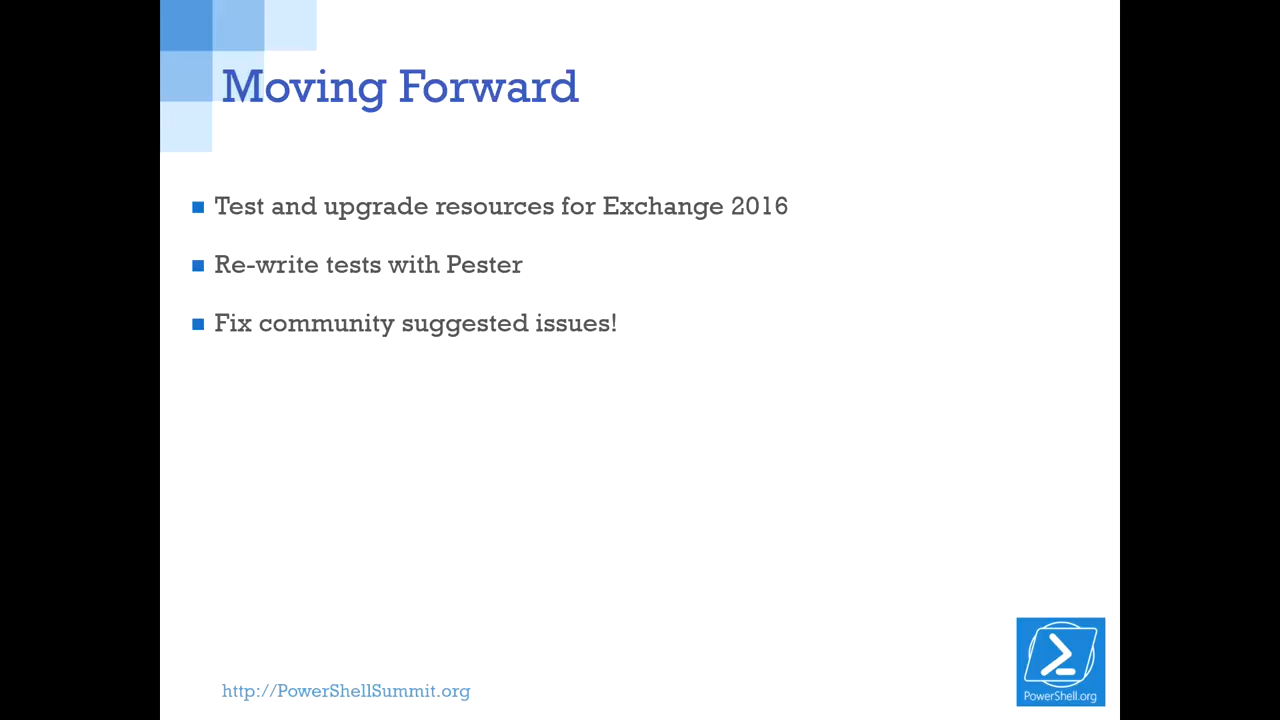 Moving Forward
Test and upgrade resources for Exchange 2016
Re-write tests with Pester
Fix community suggested issues!
http://PowerShellSummit.org
PowerShell.org